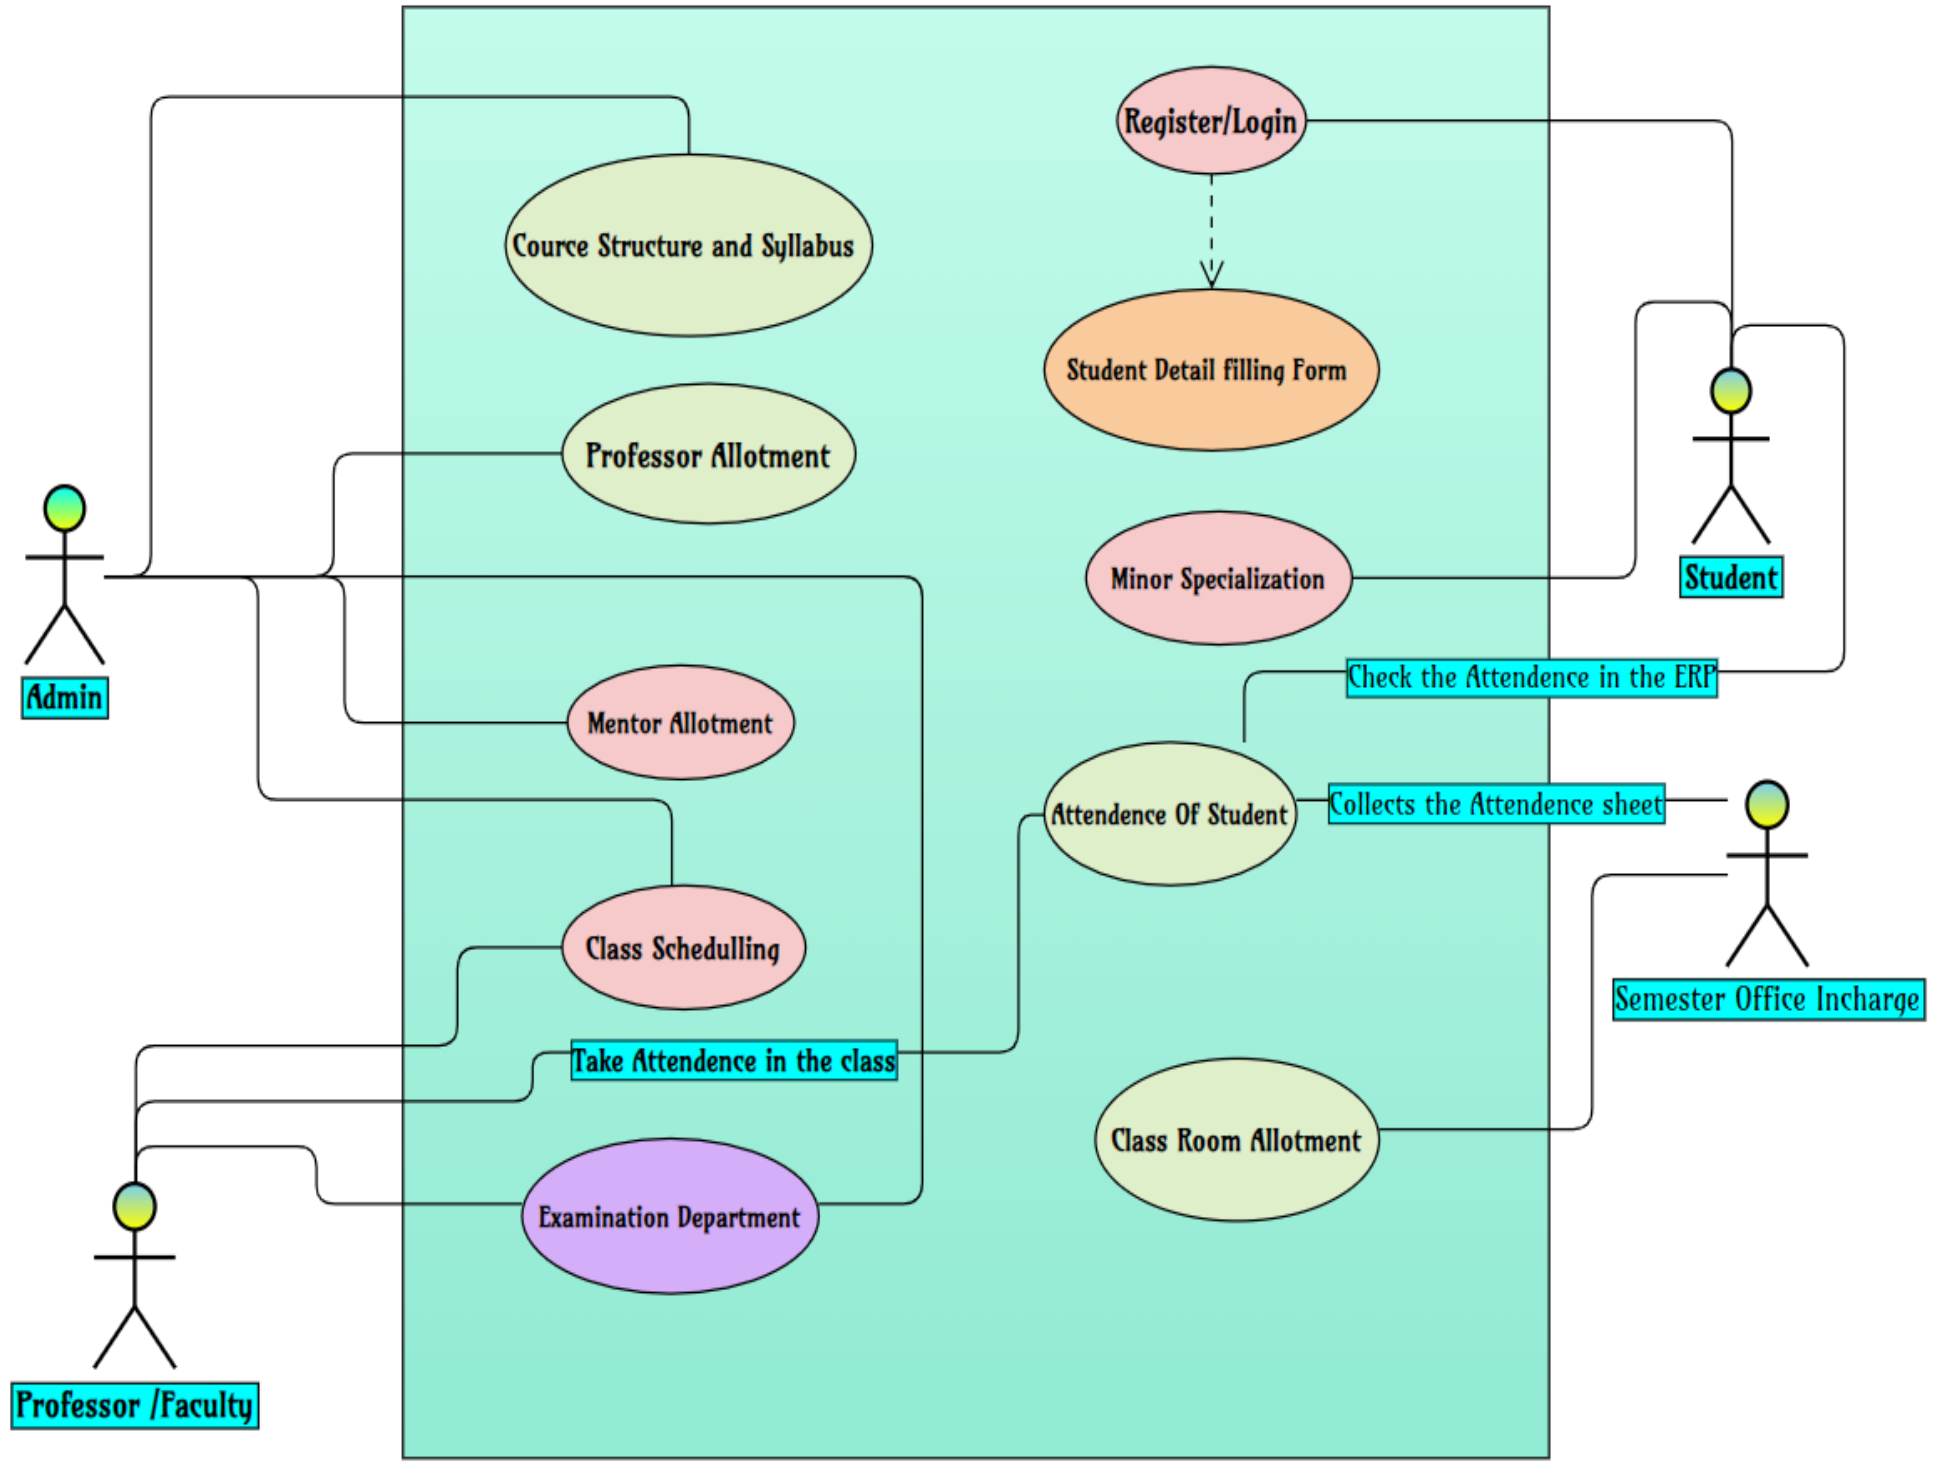 Register/Login
Cource Structure and Syllabus
Student Detail filling Form
Professor Allotment
Minor Specialization
Student
Check the Attendence in the ERP
Admin
Mentor Allotment
Attendence Of Student
Collects the Attendence sheet
Class Schedulling
Semester Office Incharge
Take Attendence in the class
Class Room Allotment
Examination Department
Professor /Faculty